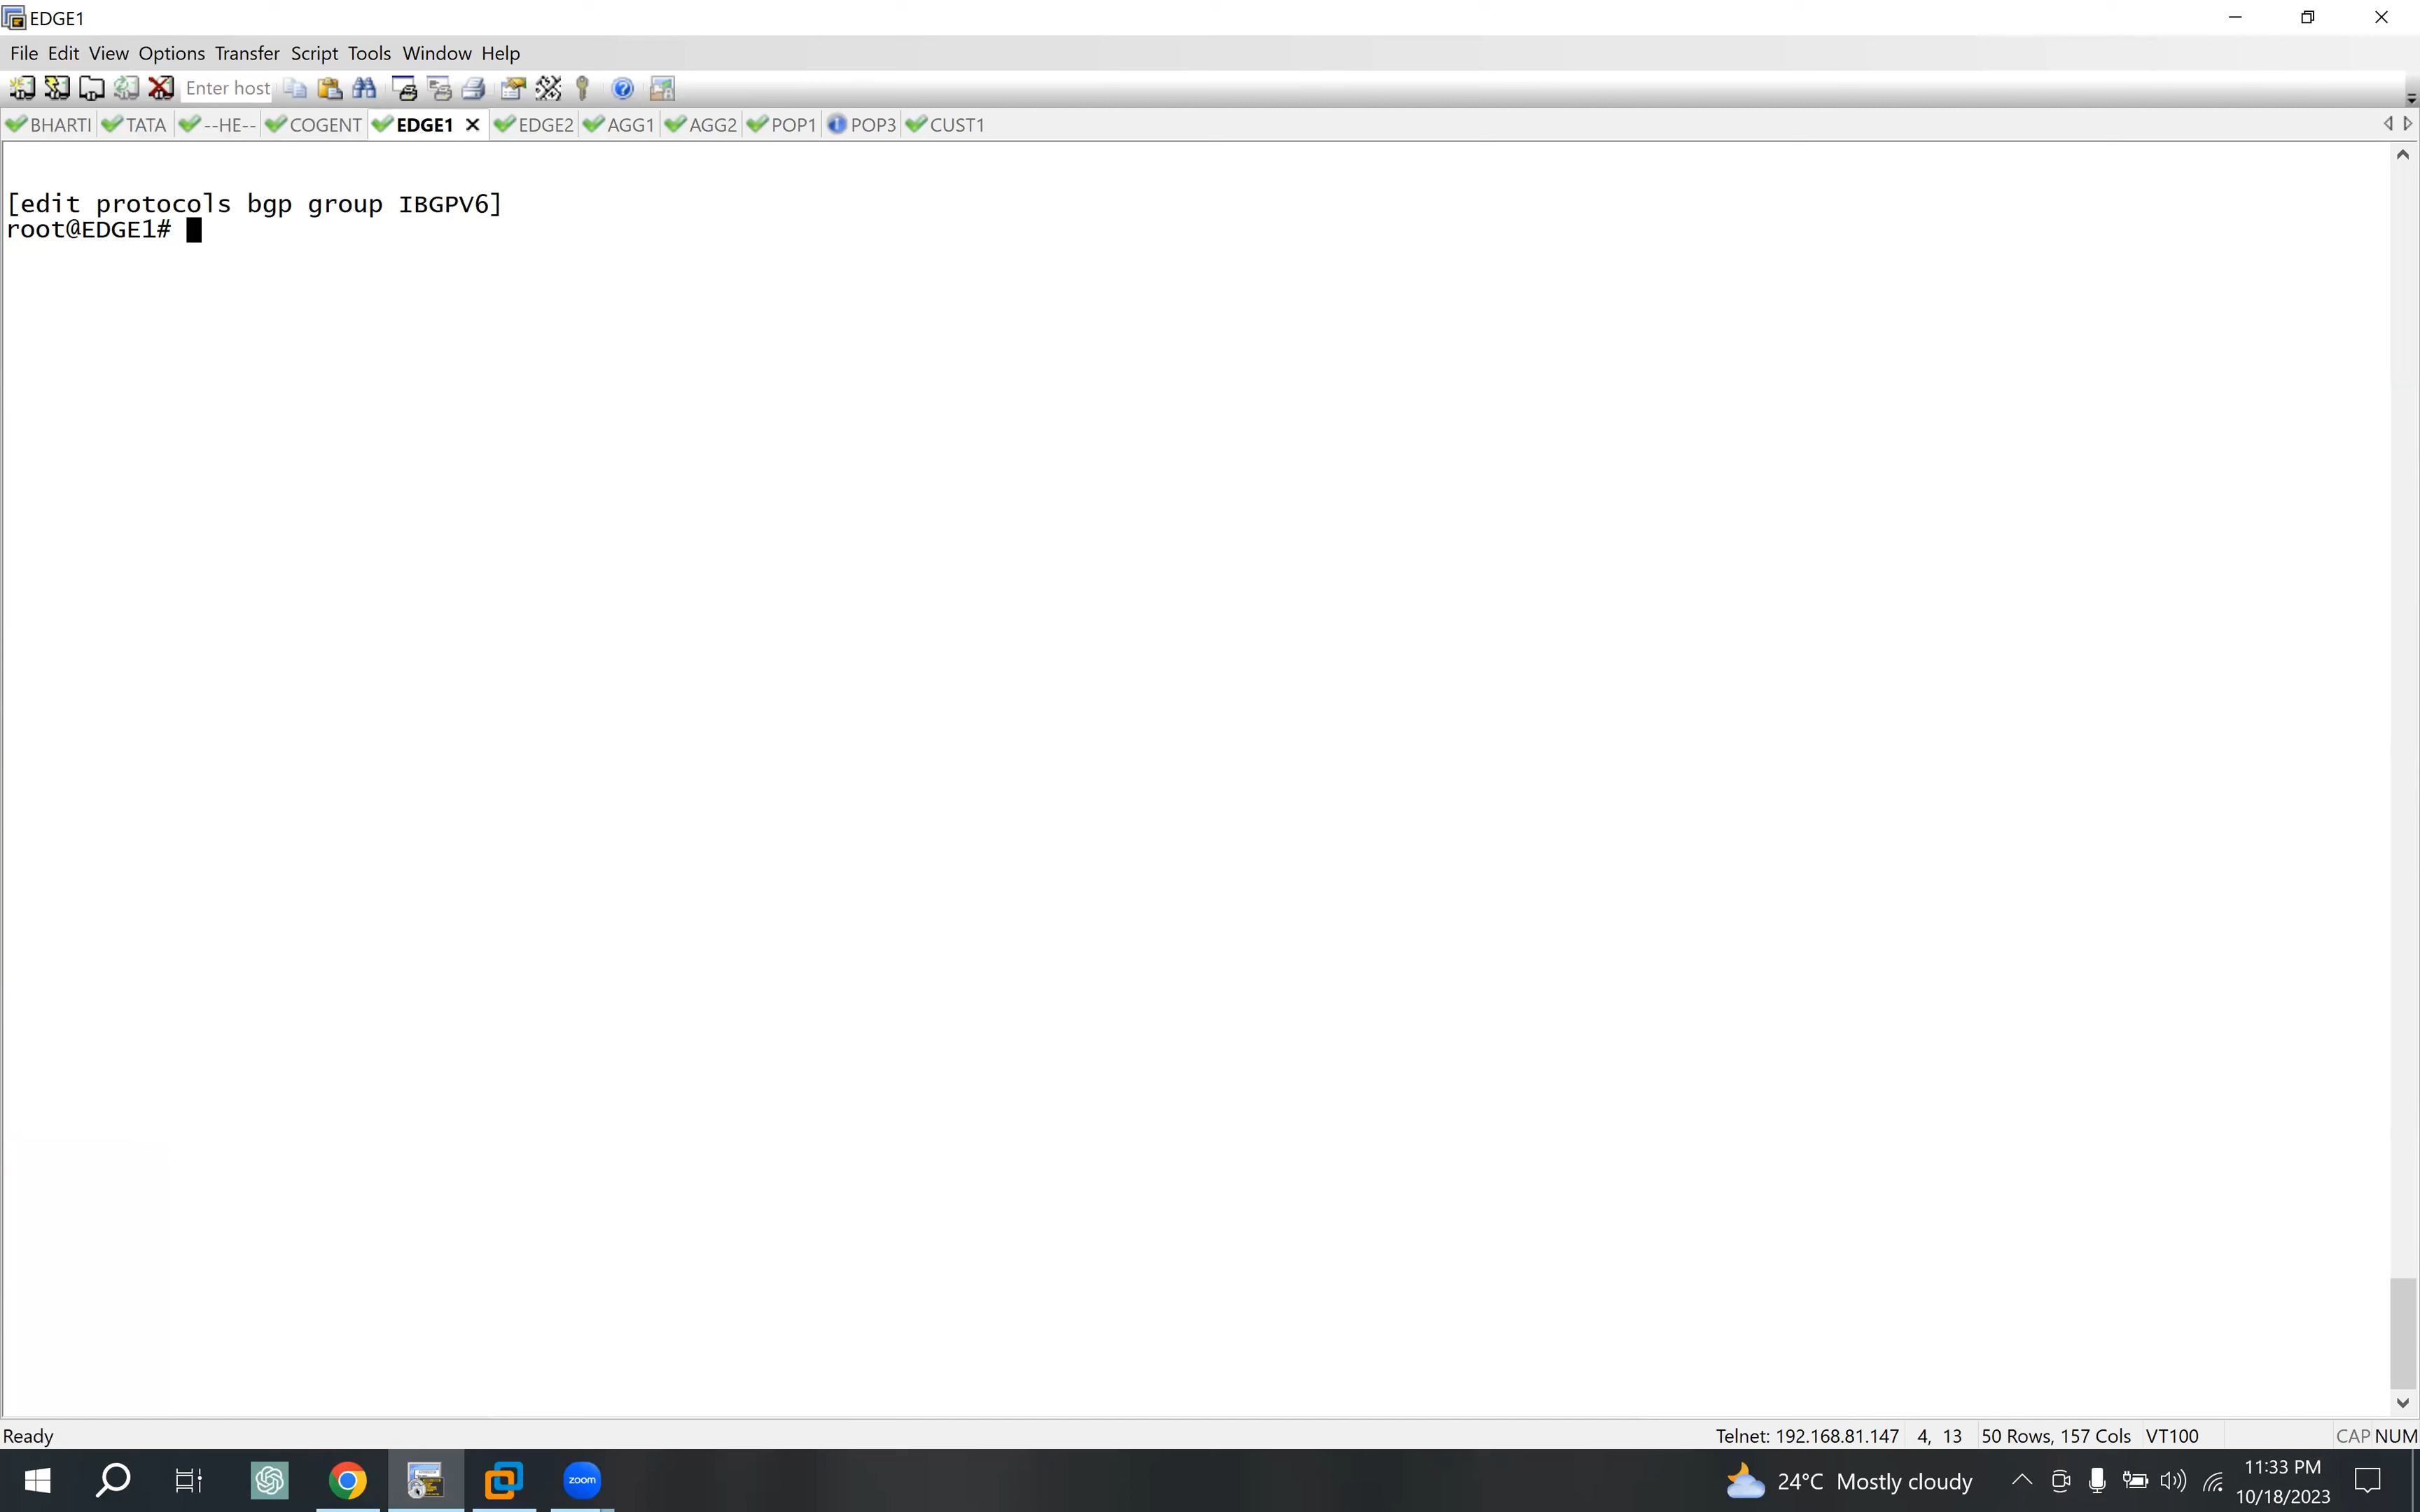 EDGE1
File Edit View Options Transfer Script Tools Window Help
Enter host
BHARTI TATA --HE-- COGENT EDGE1 EDGE2 AGG1 AGG2 POP1 POP3 CUST1
[edit protocols bgp group IBGPV6]
root@EDGE1#
Ready Telnet: 192.168.81.147 4, 13 50 Rows, 157 Cols VT100 CAP NUM
zoom 24°C Mostly cloudy 11:33 PM
10/18/2023